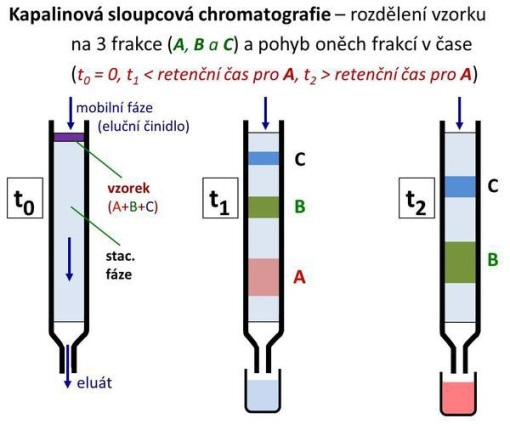 Kapalinová sloupcová chromatografie – rozdělení vzorku
na 3 frakce (A, B a C) a pohyb oněch frakcí v čase
(t0 = 0, t1 < retenční čas pro A, t2 > retenční čas pro A)
mobilní fáze
(eluční činidlo)
t0
vzorek
(A+B+C)
stac.
fáze
eluát
t1
C
B
A
t2
C
B